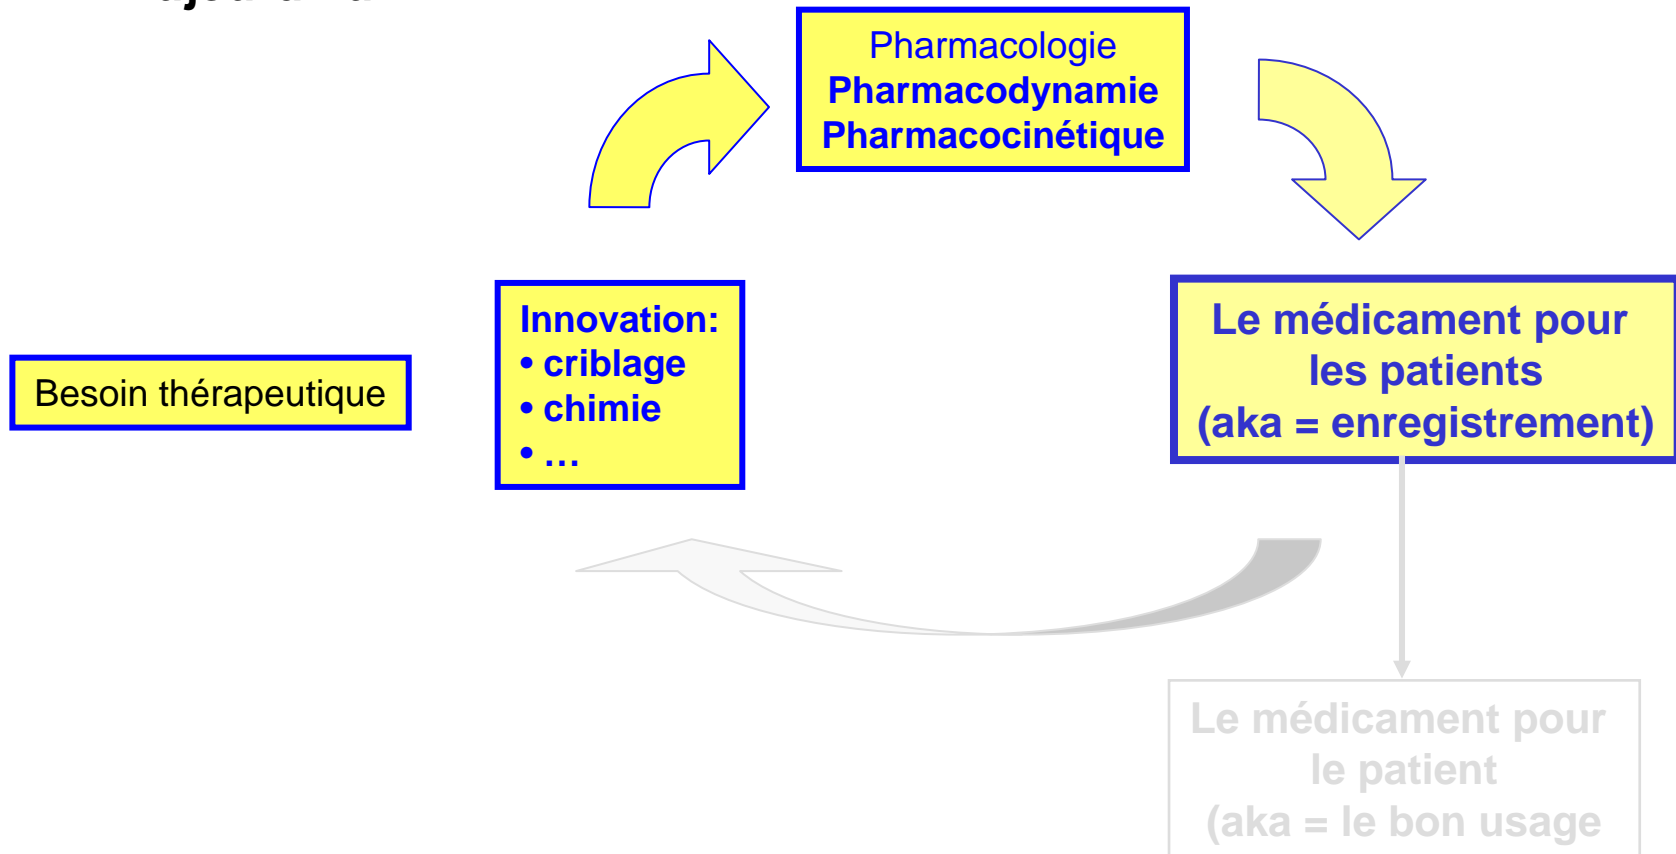 Besoin thérapeutique
Innovation:
• criblage
• chimie
• …
Pharmacologie
Pharmacodynamie
Pharmacocinétique
Le médicament pour
les patients
(aka = enregistrement)
Le médicament pour
le patient
(aka = le bon usage